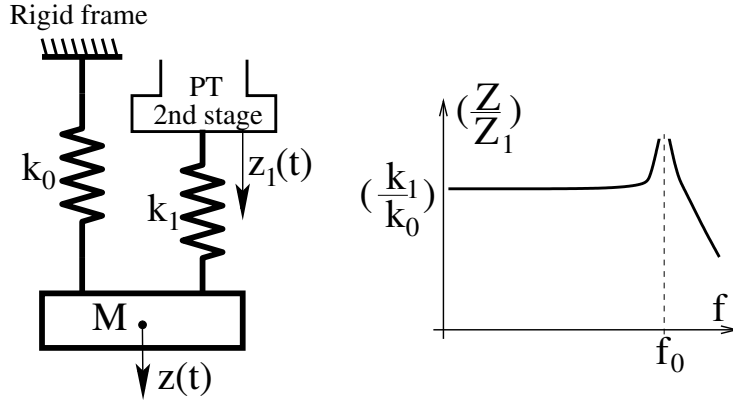 Rigid frame
PT
2nd stage
k0
k1
z1(t)
M
z(t)
(Z/Z1)
(k1/k0)
f
f0